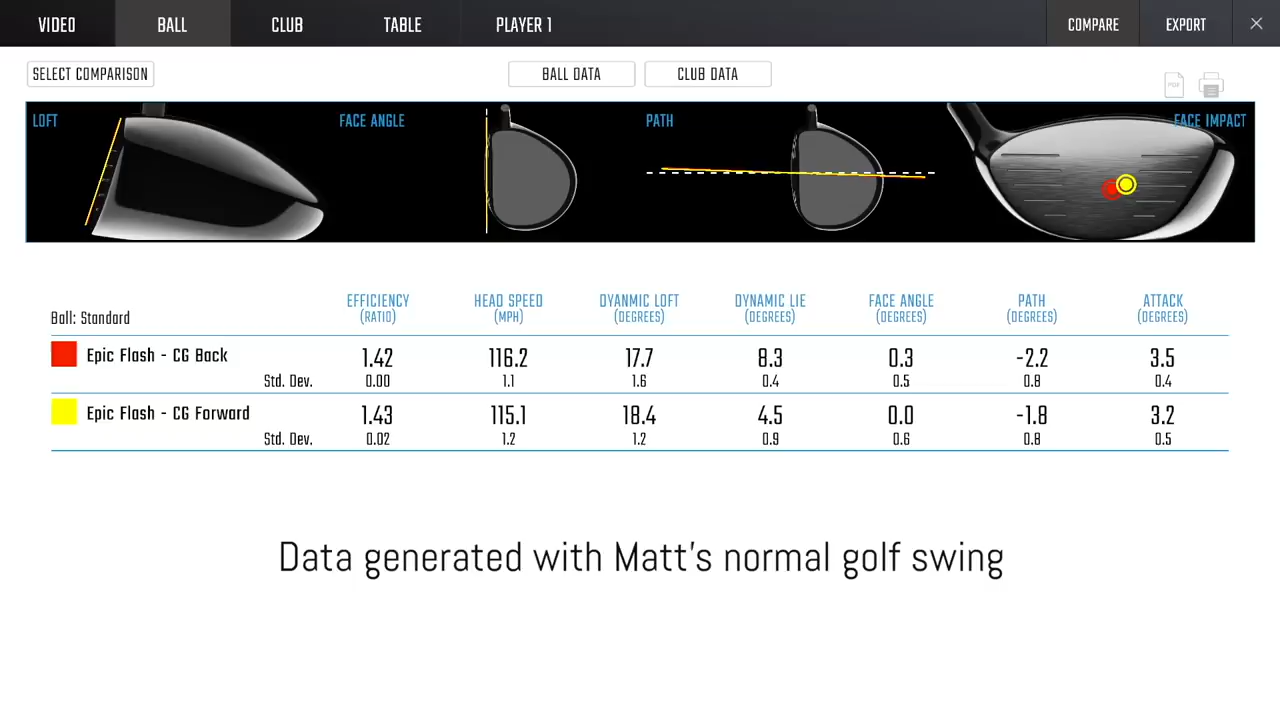 VIDEO BALL CLUB TABLE PLAYER 1 COMPARE EXPORT
SELECT COMPARISON BALL DATA CLUB DATA
PDF
LOFT FACE ANGLE PATH FACE IMPACT
EFFICIENCY HEAD SPEED DYANMIC LOFT DYNAMIC LIE FACE ANGLE PATH ATTACK
Ball: Standard (RATIO) (MPH) (DEGREES) (DEGREES) (DEGREES) (DEGREES) (DEGREES)
Epic Flash - CG Back 1.42 116.2 17.7 8.3 0.3 -2.2 3.5
Std. Dev. 0.00 1.1 1.6 0.4 0.5 0.8 0.4
Epic Flash - CG Forward 1.43 115.1 18.4 4.5 0.0 -1.8 3.2
Std. Dev. 0.02 1.2 1.2 0.9 0.6 0.8 0.5
Data generated with Matt's normal golf swing